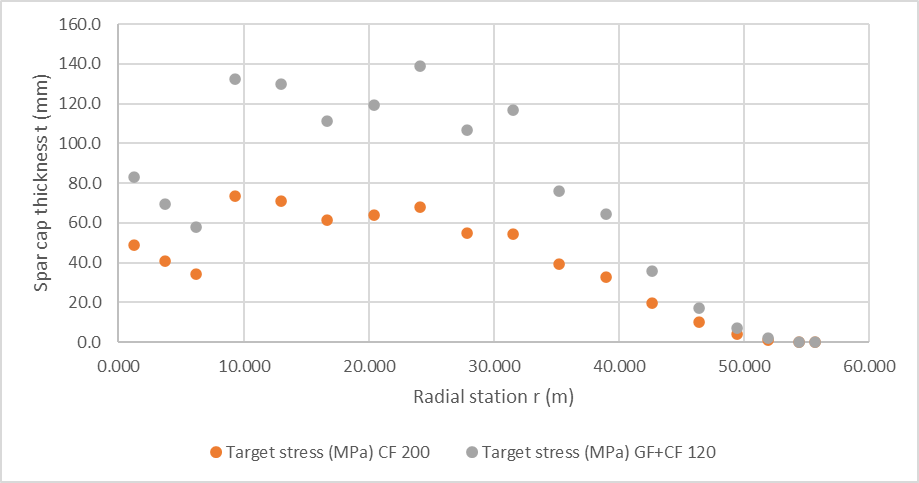 160.0
140.0
120.0
100.0
80.0
60.0
40.0
20.0
0.0
Spar cap thickness t (mm)
0.000 10.000 20.000 30.000 40.000 50.000 60.000
Radial station r (m)
Target stress (MPa) CF 200 Target stress (MPa) GF+CF 120